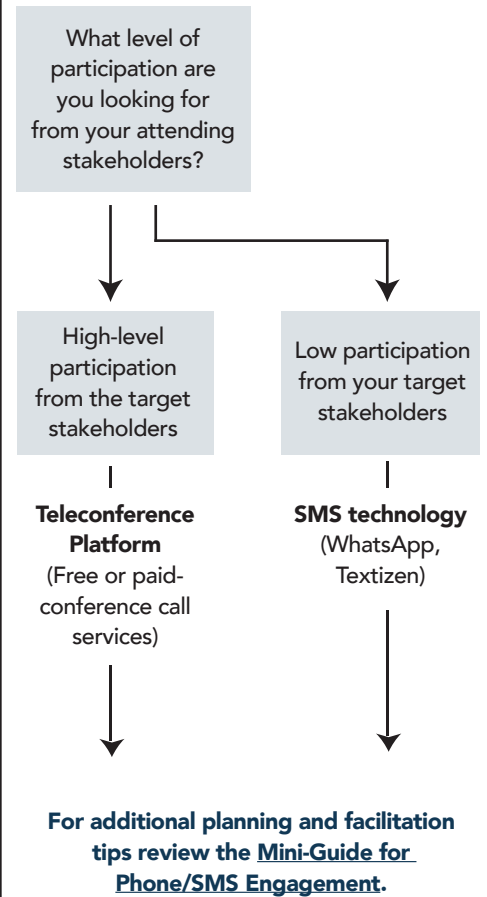 What level of
participation are
you looking for
from your attending
stakeholders?
High-level
participation
from the target
stakeholders
Low participation
from your target
stakeholders
Teleconference
Platform
(Free or paid-
conference call
services)
SMS technology
(WhatsApp,
Textizen)
For additional planning and facilitation
tips review the Mini-Guide for
Phone/SMS Engagement.